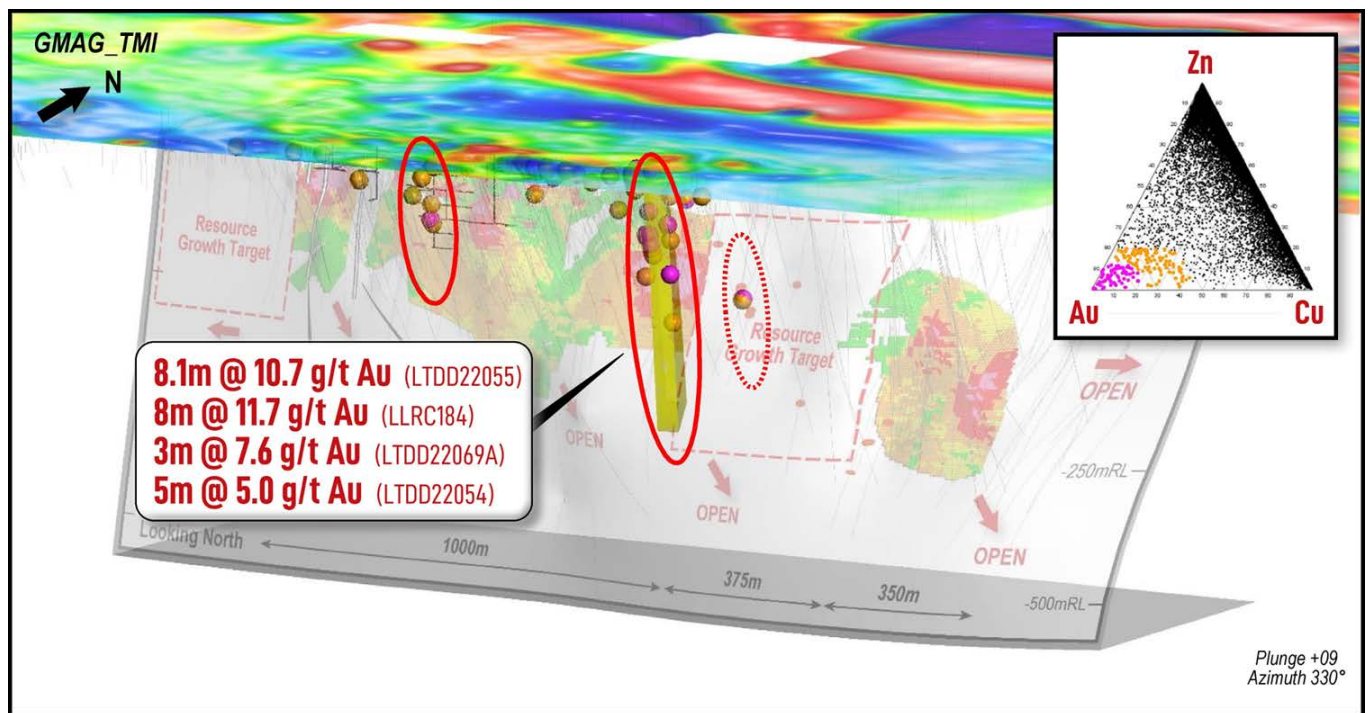 GMAG_TMI
N
Zn
Au
Cu
Resource
Growth Target
Resource
Growth Target
8.1m @ 10.7 g/t Au (LTDD22055)
8m @ 11.7 g/t Au (LLRC184)
3m @ 7.6 g/t Au (LTDD22069A)
5m @ 5.0 g/t Au (LTDD22054)
OPEN
OPEN
OPEN
OPEN
-250mRL
-500mRL
Looking North
1000m
375m
350m
Plunge +09
Azimuth 330°